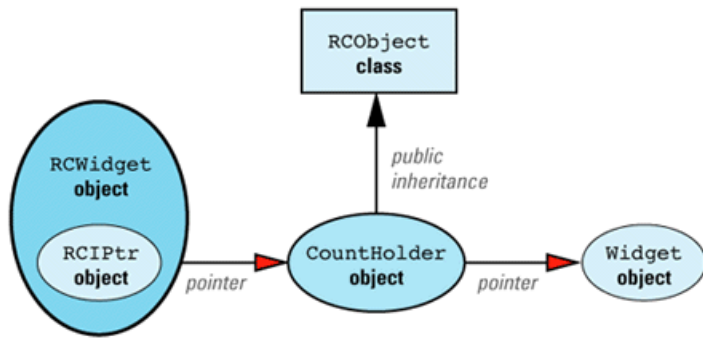 RCObject
class
RCWidget
object
public
inheritance
RCIPtr
object
pointer
CountHolder
object
pointer
Widget
object